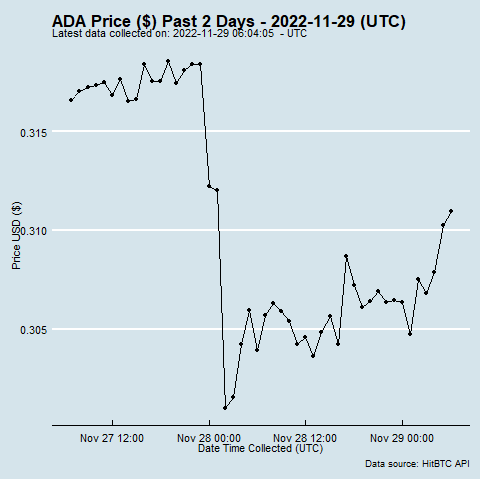 ADA Price ($) Past 2 Days - 2022-11-29 (UTC)
Latest data collected on: 2022-11-29 06:04:05  - UTC
0.315
0.310
0.305
Price USD ($)
Nov 27 12:00
Nov 28 00:00
Nov 28 12:00
Nov 29 00:00
Date Time Collected (UTC)
Data source: HitBTC API